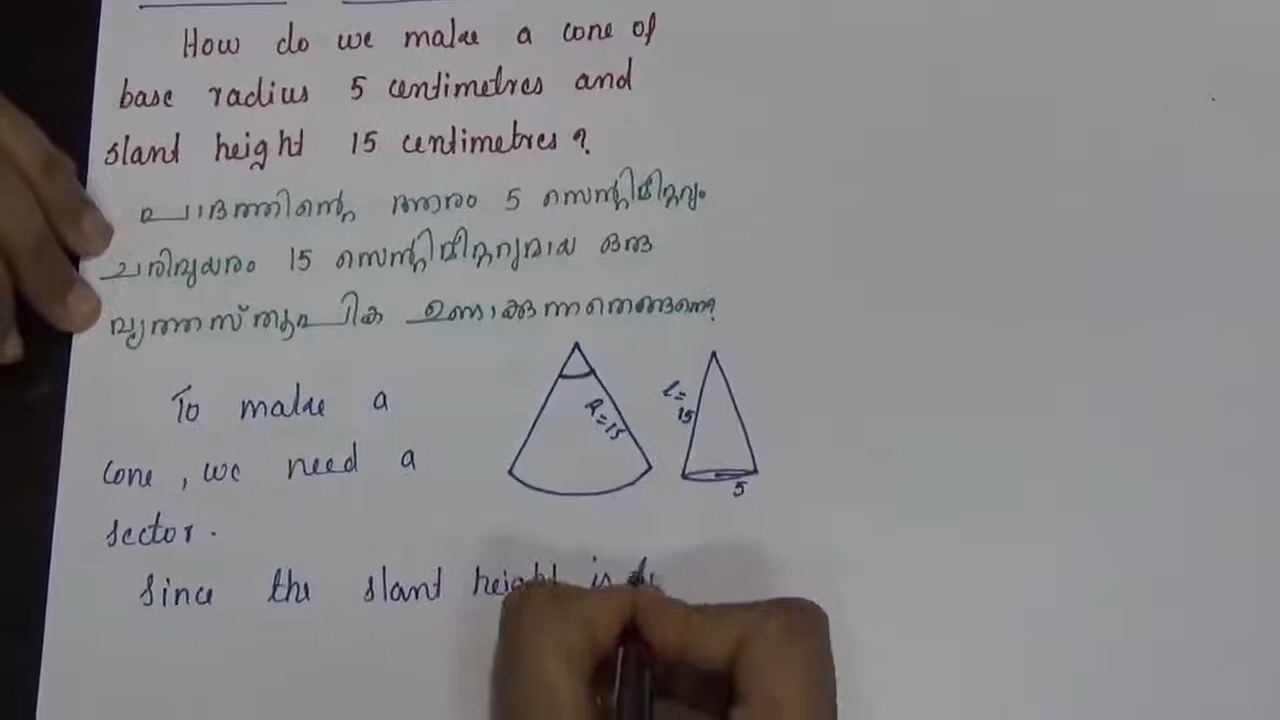 How do we make a cone of
base radius 5 centimetres and
slant height 15 centimetres?
പാദത്തിന്റെ ആരം 5 സെന്റിമീറ്ററും
ചരിവുയരം 15 സെന്റിമീറ്ററുമായ ഒരു
വൃത്തസ്തൂപിക ഉണ്ടാക്കുന്നതെങ്ങനെ?
To make a
cone, we need a
sector.
R=15
l=
15
5
Since the slant height is